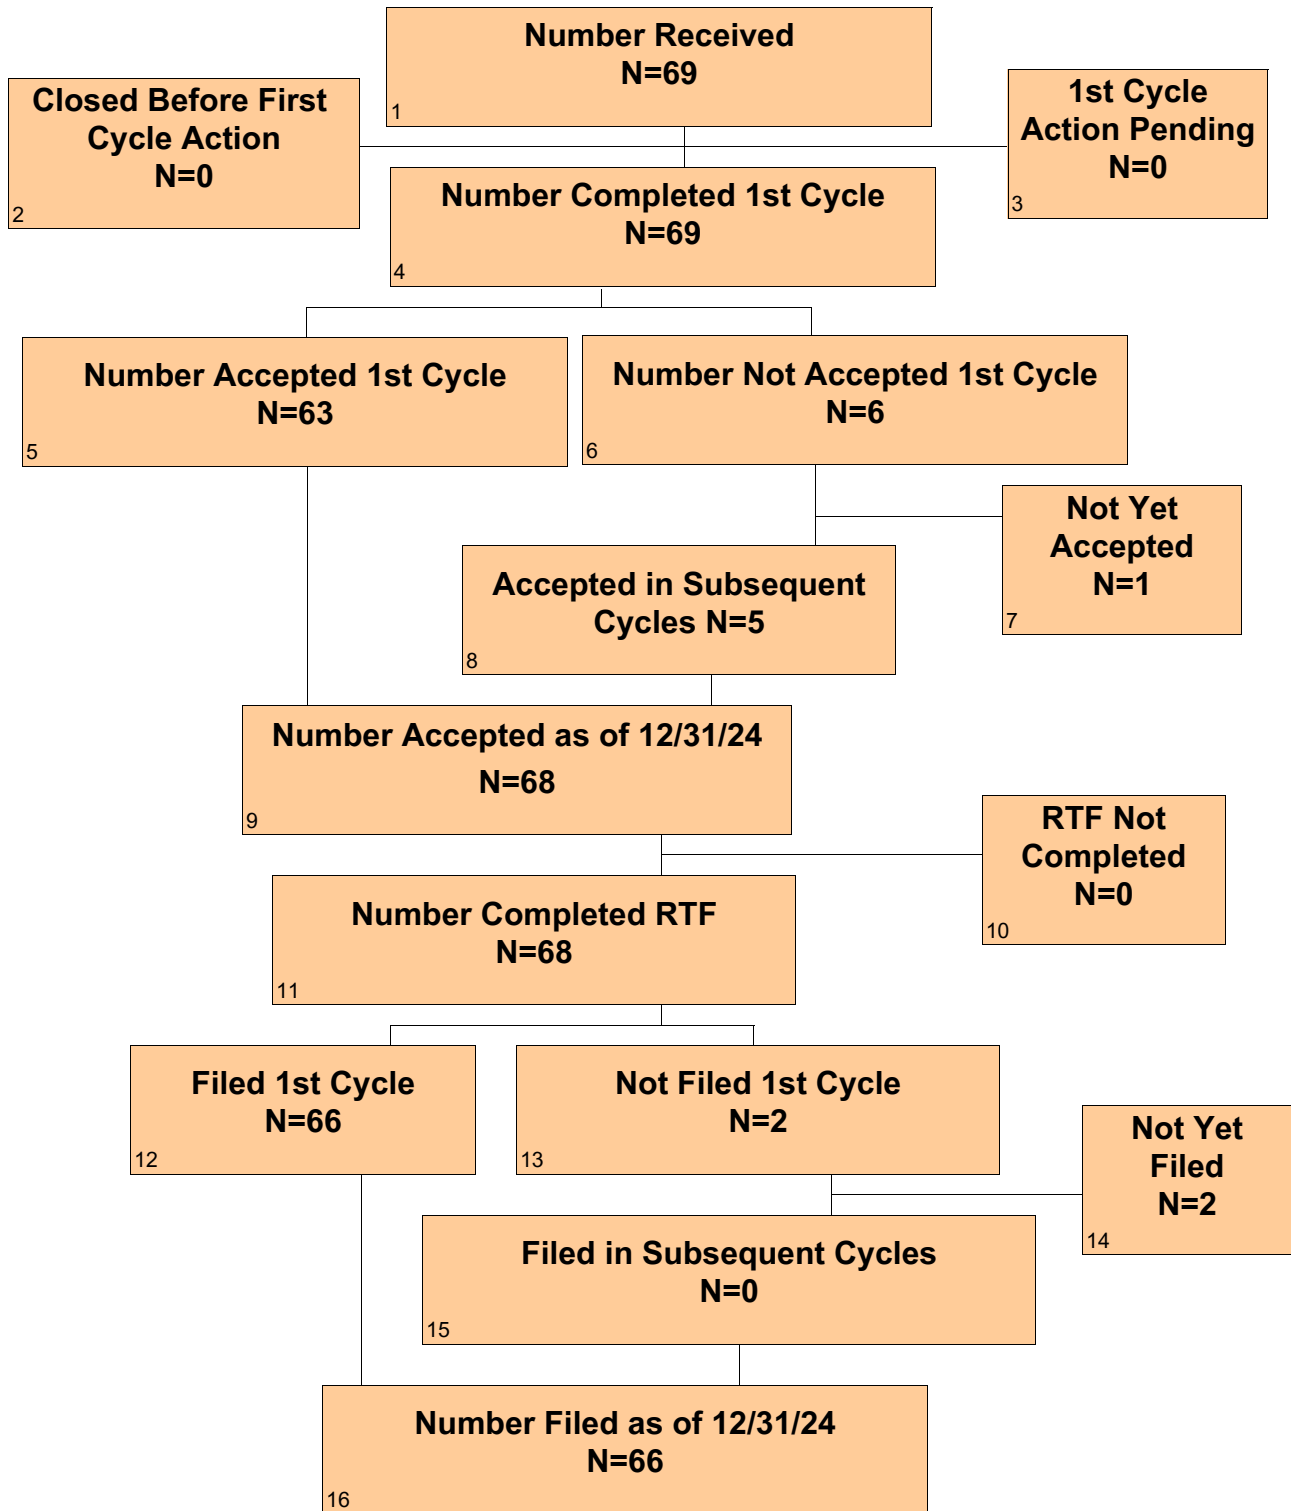 Number Received
N=69
1
Closed Before First
Cycle Action
N=0
2
1st Cycle
Action Pending
N=0
3
Number Completed 1st Cycle
N=69
4
Number Accepted 1st Cycle
N=63
5
Number Not Accepted 1st Cycle
N=6
6
Not Yet
Accepted
N=1
7
Accepted in Subsequent
Cycles N=5
8
Number Accepted as of 12/31/24
N=68
9
RTF Not
Completed
N=0
10
Number Completed RTF
N=68
11
Filed 1st Cycle
N=66
12
Not Filed 1st Cycle
N=2
13
Not Yet
Filed
N=2
14
Filed in Subsequent Cycles
N=0
15
Number Filed as of 12/31/24
N=66
16